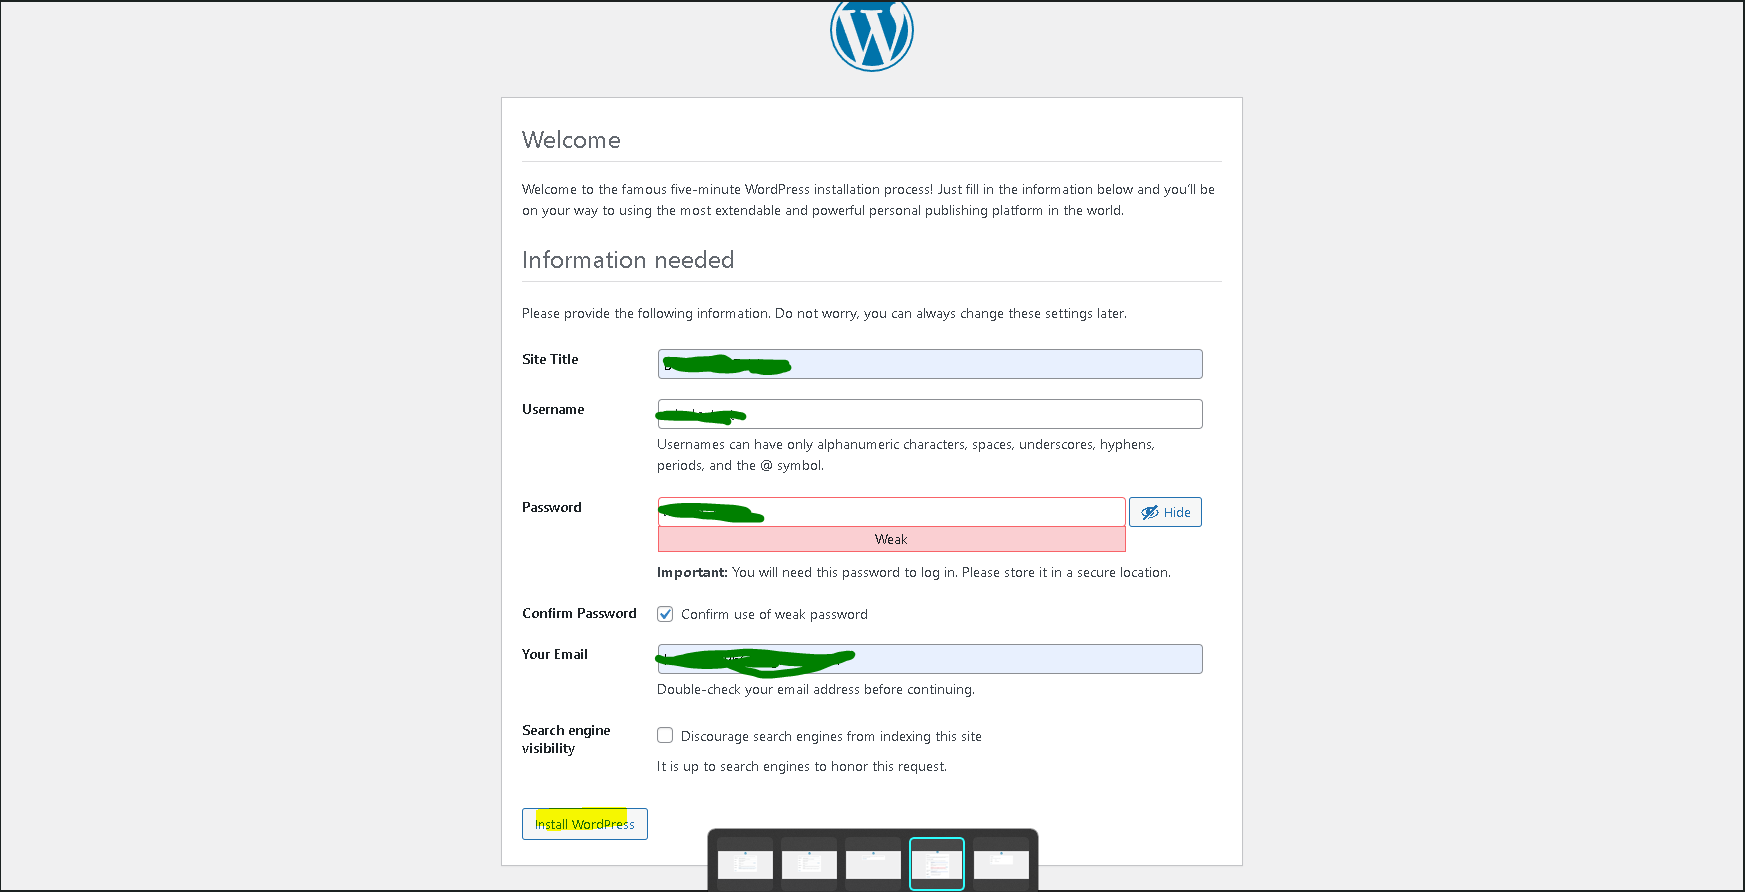 Welcome
Welcome to the famous five-minute WordPress installation process! Just fill in the information below and you’ll be
on your way to using the most extendable and powerful personal publishing platform in the world.
Information needed
Please provide the following information. Do not worry, you can always change these settings later.
Site Title
Username
Usernames can have only alphanumeric characters, spaces, underscores, hyphens,
periods, and the @ symbol.
Password
Hide
Weak
Important: You will need this password to log in. Please store it in a secure location.
Confirm Password
Confirm use of weak password
Your Email
Double-check your email address before continuing.
Search engine
visibility
Discourage search engines from indexing this site
It is up to search engines to honor this request.
Install WordPress